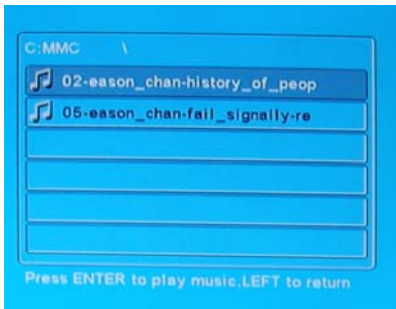 C:MMC \
02-eason_chan-history_of_peop
05-eason_chan-fail_signally-re
Press ENTER to play music,LEFT to return